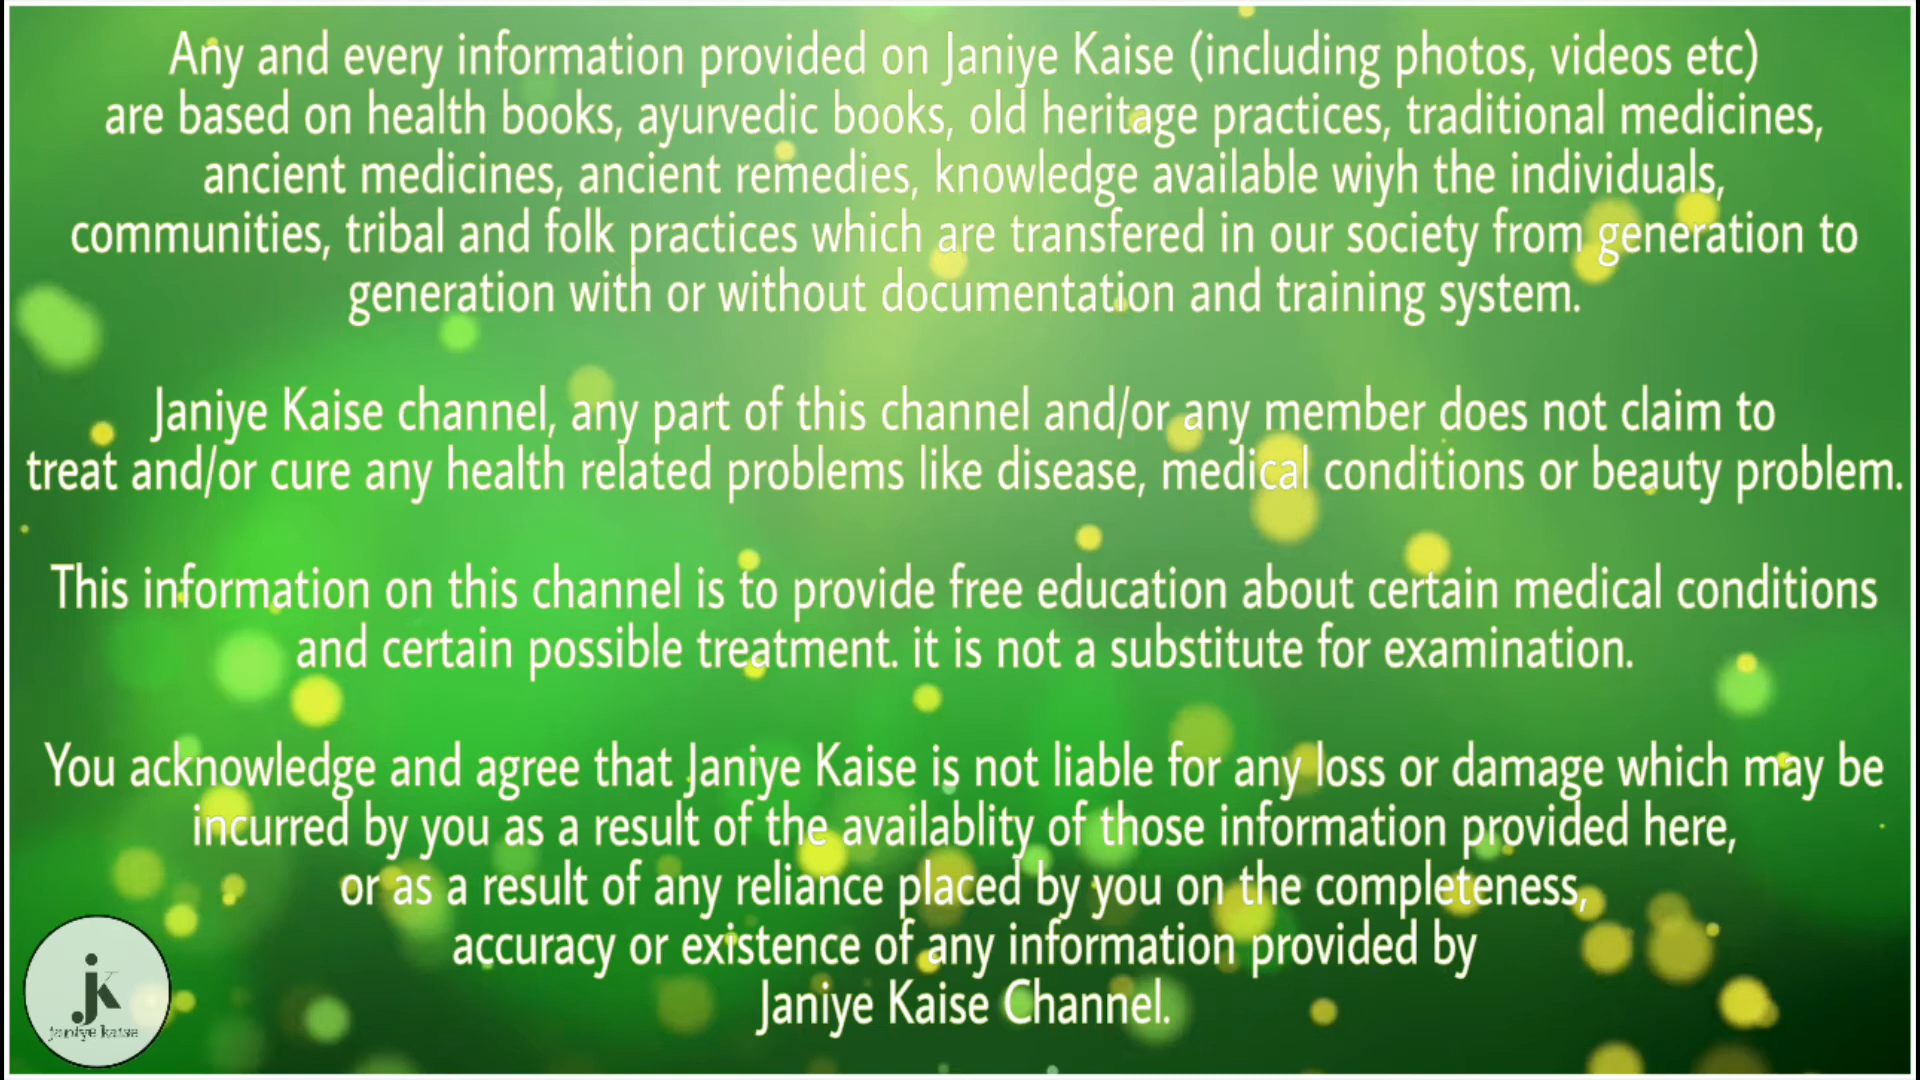 Any and every information provided on Janiye Kaise (including photos, videos etc)
are based on health books, ayurvedic books, old heritage practices, traditional medicines,
ancient medicines, ancient remedies, knowledge available wiyh the individuals,
communities, tribal and folk practices which are transfered in our society from generation to
generation with or without documentation and training system.
Janiye Kaise channel, any part of this channel and/or any member does not claim to
treat and/or cure any health related problems like disease, medical conditions or beauty problem.
This information on this channel is to provide free education about certain medical conditions
and certain possible treatment. it is not a substitute for examination.
You acknowledge and agree that Janiye Kaise is not liable for any loss or damage which may be
incurred by you as a result of the availablity of those information provided here,
or as a result of any reliance placed by you on the completeness,
accuracy or existence of any information provided by
Janiye Kaise Channel.
jk
janiye kaise